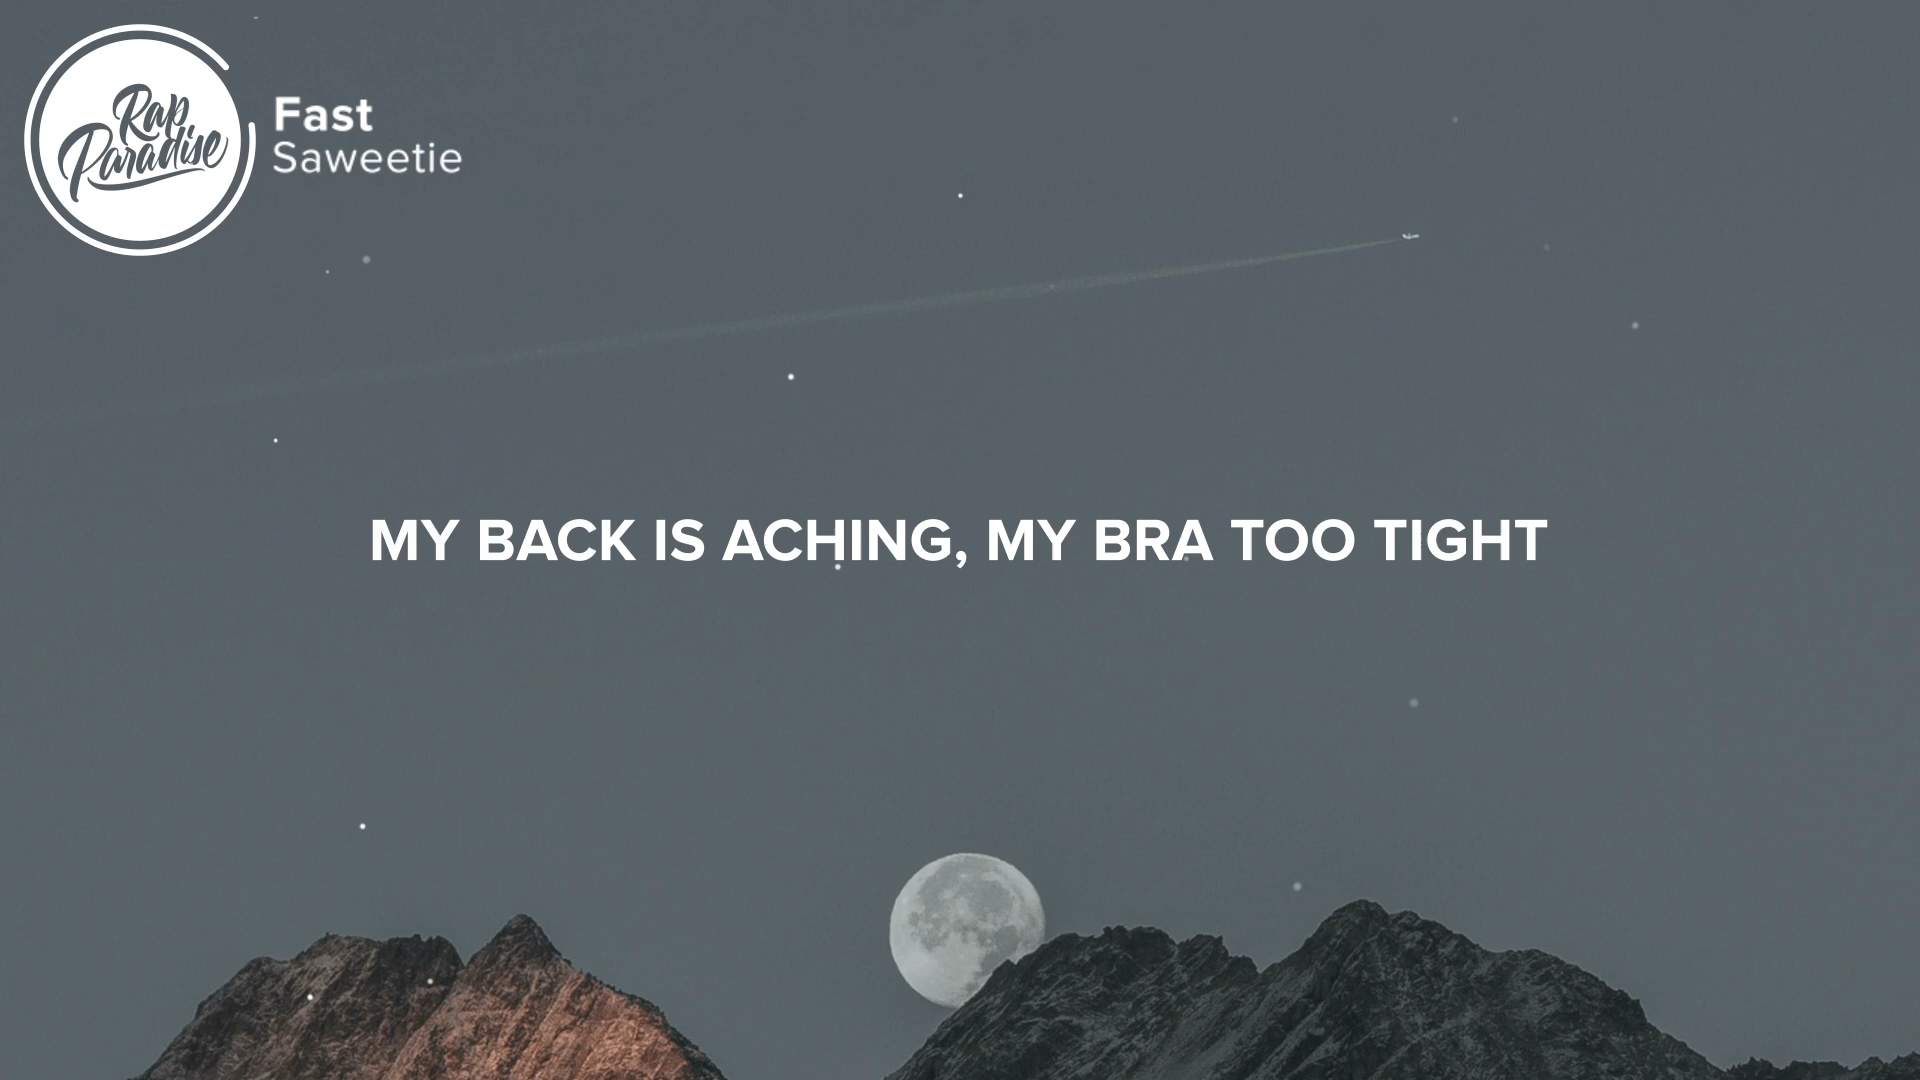 Rap
Paradise
Fast
Saweetie
MY BACK IS ACHING, MY BRA TOO TIGHT